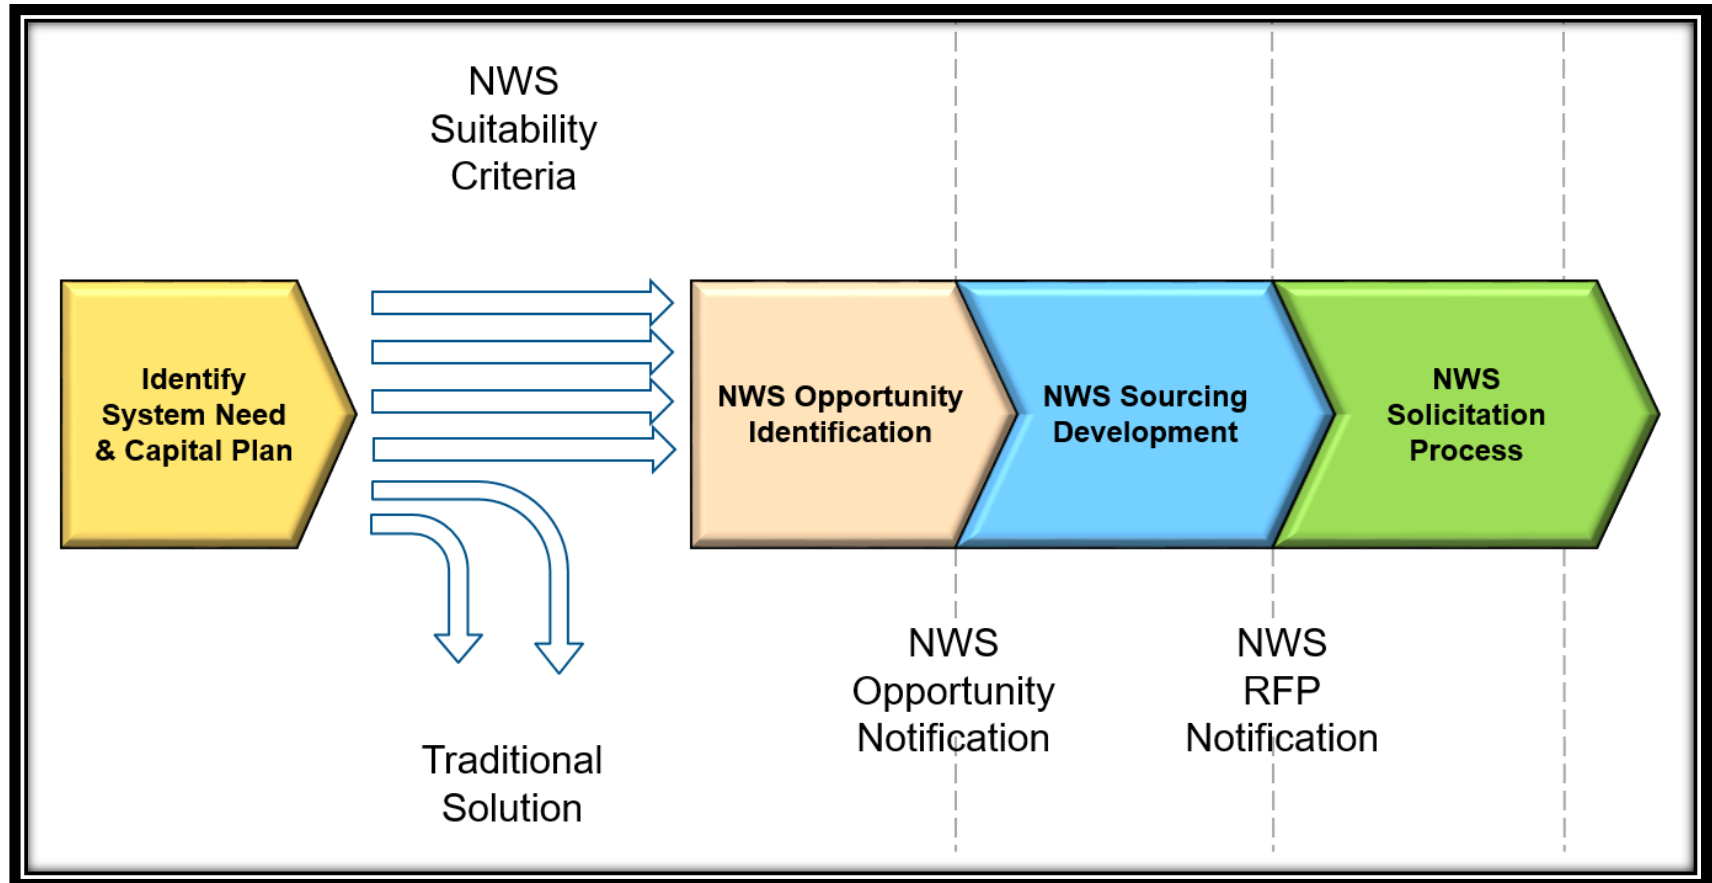 NWS
Suitability
Criteria
Identify
System Need
& Capital Plan
NWS Opportunity
Identification
NWS Sourcing
Development
NWS
Solicitation
Process
Traditional
Solution
NWS
Opportunity
Notification
NWS
RFP
Notification